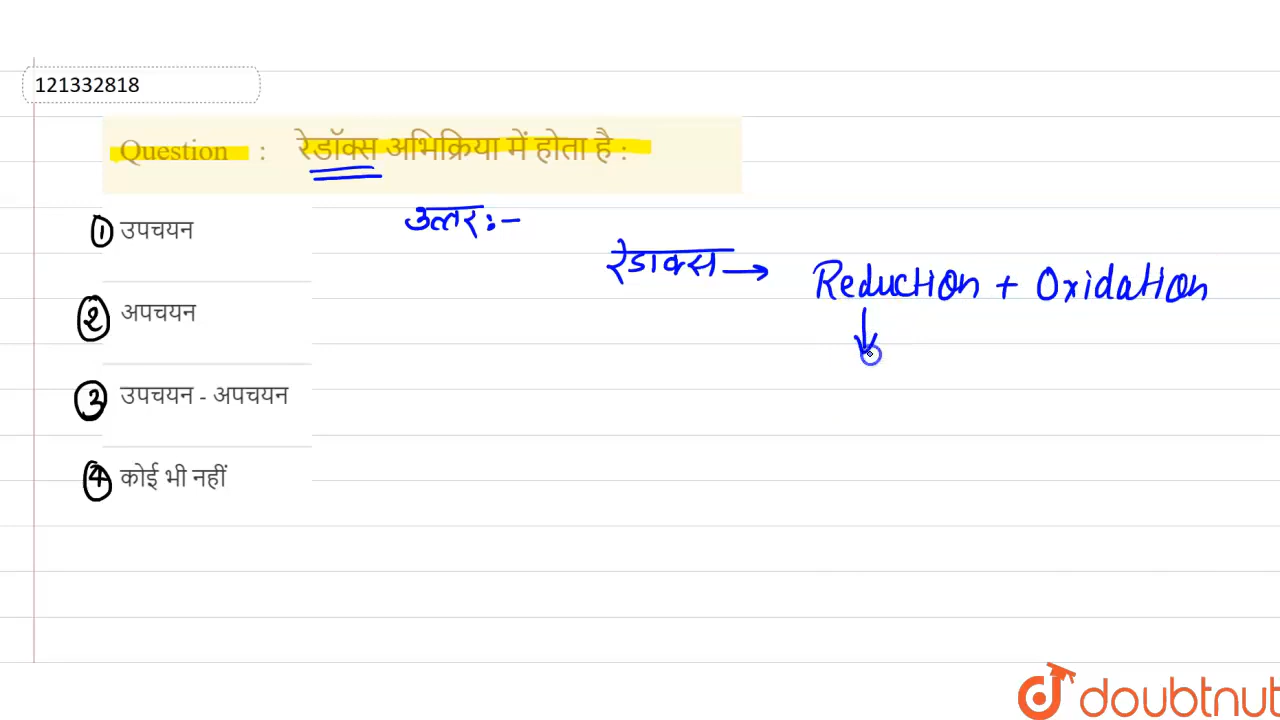 121332818
Question : रेडॉक्स अभिक्रिया में होता है :
① उपचयन
② अपचयन
③ उपचयन - अपचयन
④ कोई भी नहीं
उत्तर :-
रेडाक्स → Reduction + Oxidation
doubtnut